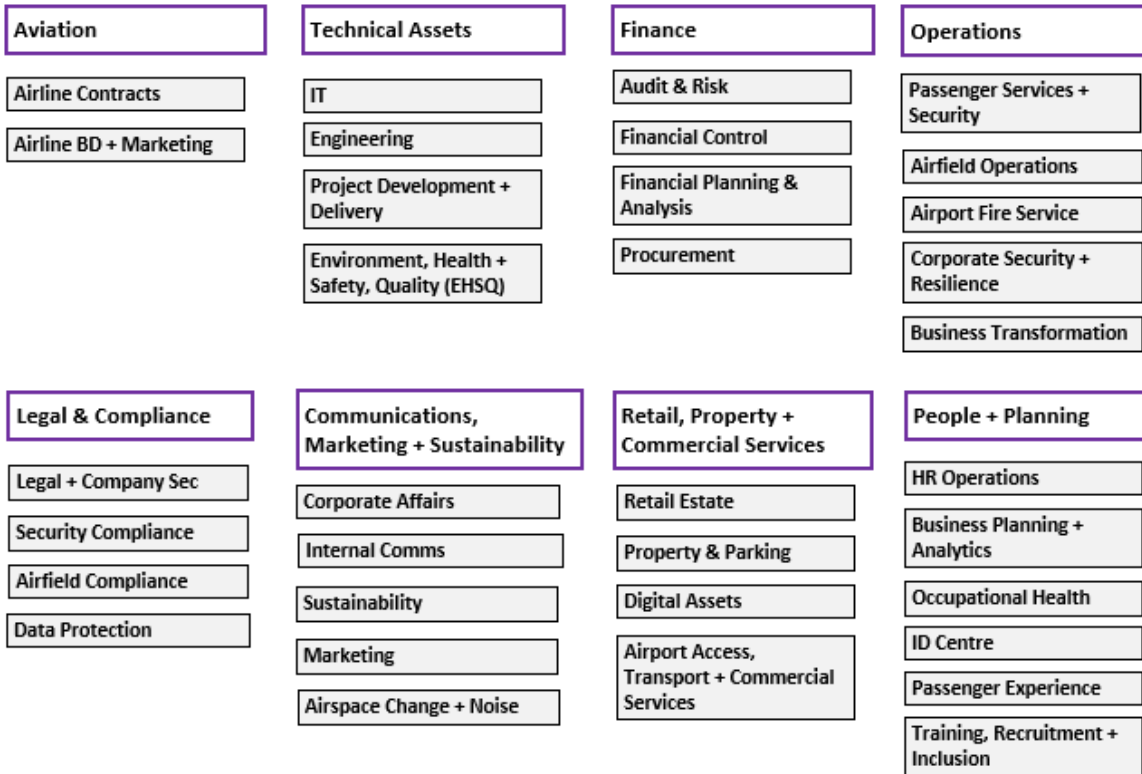 Aviation
Airline Contracts
Airline BD + Marketing
Technical Assets
IT
Engineering
Project Development +
Delivery
Environment, Health +
Safety, Quality (EHSQ)
Finance
Audit & Risk
Financial Control
Financial Planning &
Analysis
Procurement
Operations
Passenger Services +
Security
Airfield Operations
Airport Fire Service
Corporate Security +
Resilience
Business Transformation
Legal & Compliance
Legal + Company Sec
Security Compliance
Airfield Compliance
Data Protection
Communications,
Marketing + Sustainability
Corporate Affairs
Internal Comms
Sustainability
Marketing
Airspace Change + Noise
Retail, Property +
Commercial Services
Retail Estate
Property & Parking
Digital Assets
Airport Access,
Transport + Commercial
Services
People + Planning
HR Operations
Business Planning +
Analytics
Occupational Health
ID Centre
Passenger Experience
Training, Recruitment +
Inclusion